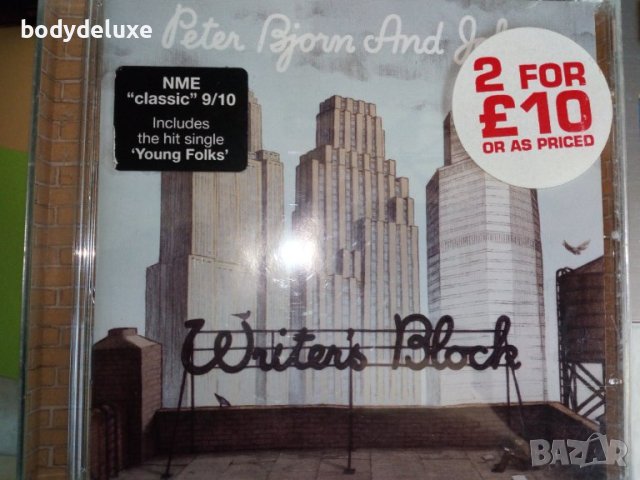 bodydeluxe
Peter Bjorn And
NME
“classic” 9/10
Includes
the hit single
‘Young Folks’
2 FOR
£10
OR AS PRICED
Writer's Block
BAZAR
bg